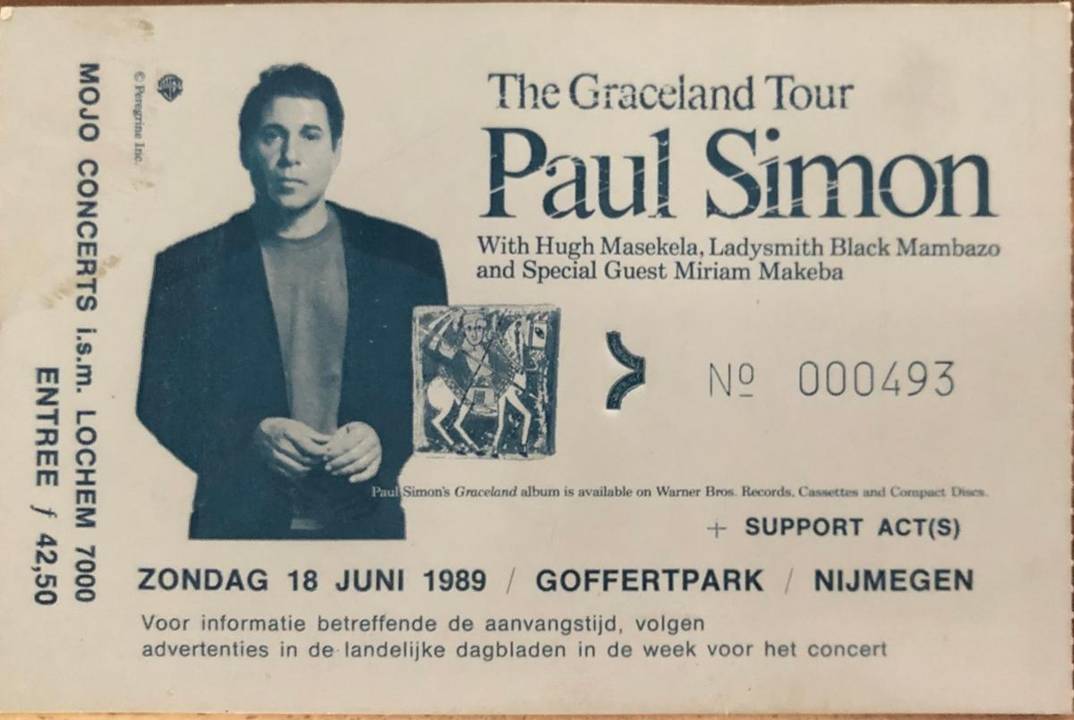 The Graceland Tour
Paul Simon
With Hugh Masekela, Ladysmith Black Mambazo
and Special Guest Miriam Makeba
Nº 000493
Paul Simon's Graceland album is available on Warner Bros. Records, Cassettes and Compact Discs.
+ SUPPORT ACT(S)
ZONDAG 18 JUNI 1989 / GOFFERTPARK / NIJMEGEN
Voor informatie betreffende de aanvangstijd, volgen
advertenties in de landelijke dagbladen in de week voor het concert
© Peregrine Inc.
MOJO CONCERTS i.s.m. LOCHEM 7000
ENTREE ƒ 42,50